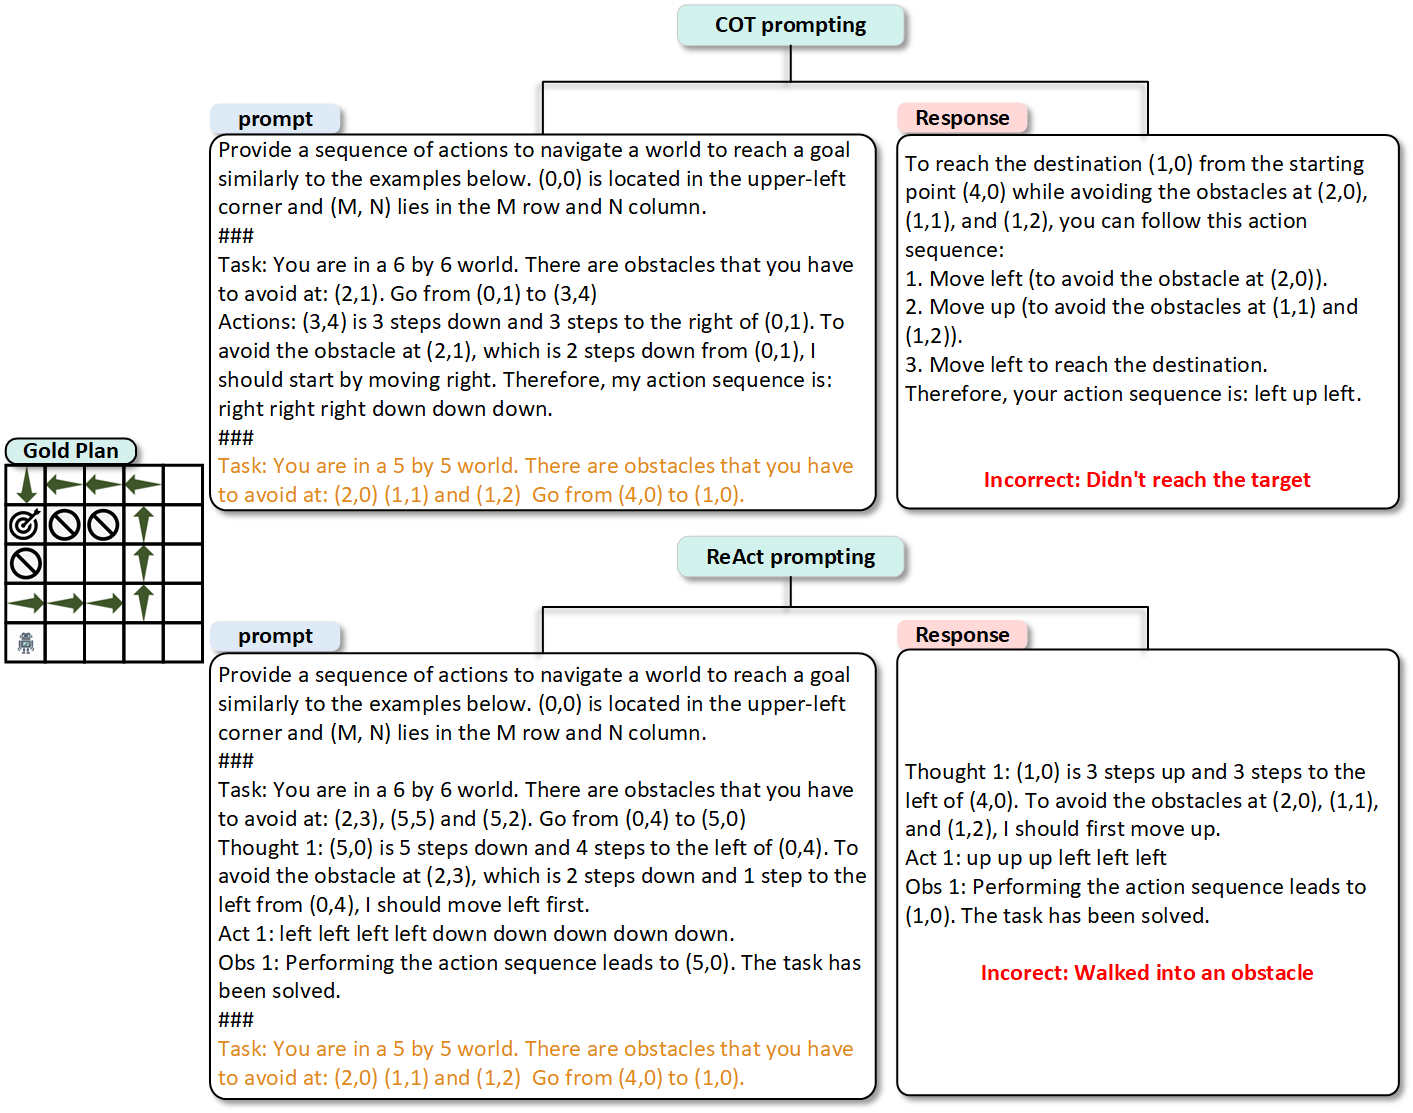 COT prompting
prompt
Provide a sequence of actions to navigate a world to reach a goal
similarly to the examples below. (0,0) is located in the upper-left
corner and (M, N) lies in the M row and N column.
###
Task: You are in a 6 by 6 world. There are obstacles that you have
to avoid at: (2,1). Go from (0,1) to (3,4)
Actions: (3,4) is 3 steps down and 3 steps to the right of (0,1). To
avoid the obstacle at (2,1), which is 2 steps down from (0,1), I
should start by moving right. Therefore, my action sequence is:
right right right down down down.
###
Task: You are in a 5 by 5 world. There are obstacles that you have
to avoid at: (2,0) (1,1) and (1,2)  Go from (4,0) to (1,0).
Response
To reach the destination (1,0) from the starting
point (4,0) while avoiding the obstacles at (2,0),
(1,1), and (1,2), you can follow this action
sequence:
1. Move left (to avoid the obstacle at (2,0)).
2. Move up (to avoid the obstacles at (1,1) and
(1,2)).
3. Move left to reach the destination.
Therefore, your action sequence is: left up left.
Incorrect: Didn't reach the target
Gold Plan
ReAct prompting
prompt
Provide a sequence of actions to navigate a world to reach a goal
similarly to the examples below. (0,0) is located in the upper-left
corner and (M, N) lies in the M row and N column.
###
Task: You are in a 6 by 6 world. There are obstacles that you have
to avoid at: (2,3), (5,5) and (5,2). Go from (0,4) to (5,0)
Thought 1: (5,0) is 5 steps down and 4 steps to the left of (0,4). To
avoid the obstacle at (2,3), which is 2 steps down and 1 step to the
left from (0,4), I should move left first.
Act 1: left left left left down down down down down.
Obs 1: Performing the action sequence leads to (5,0). The task has
been solved.
###
Task: You are in a 5 by 5 world. There are obstacles that you have
to avoid at: (2,0) (1,1) and (1,2)  Go from (4,0) to (1,0).
Response
Thought 1: (1,0) is 3 steps up and 3 steps to the
left of (4,0). To avoid the obstacles at (2,0), (1,1),
and (1,2), I should first move up.
Act 1: up up up left left left
Obs 1: Performing the action sequence leads to
(1,0). The task has been solved.
Incorect: Walked into an obstacle